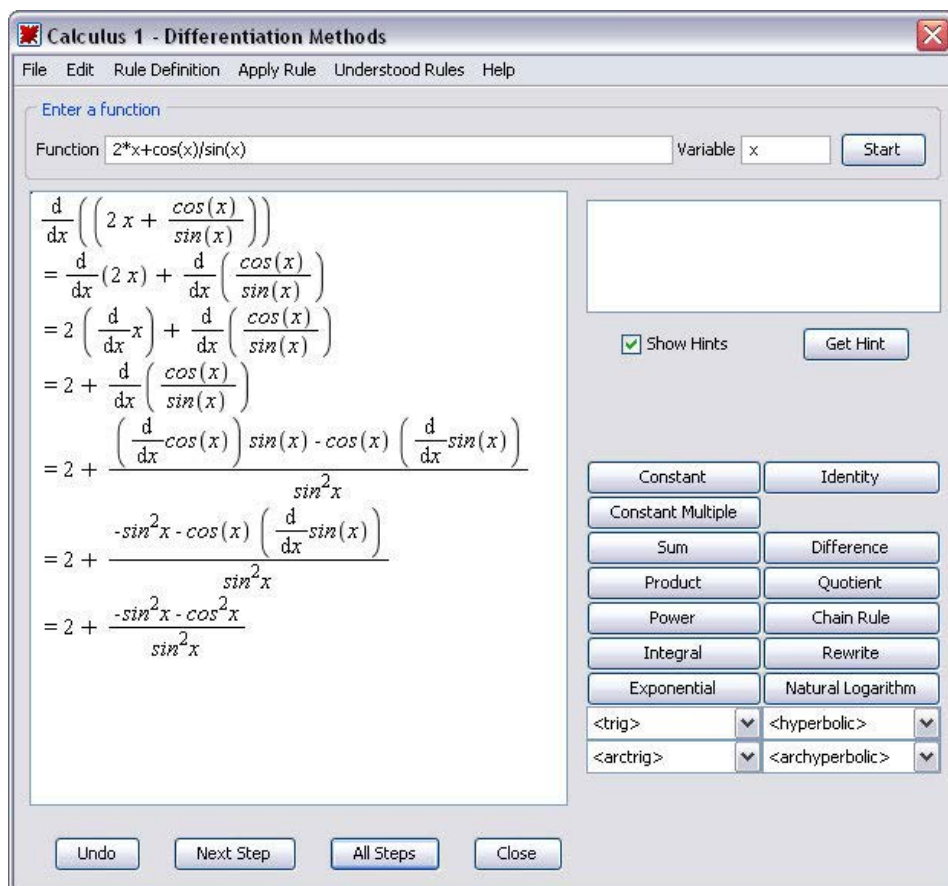 Calculus 1 - Differentiation Methods
File Edit Rule Definition Apply Rule Understood Rules Help
Enter a function
Function 2*x+cos(x)/sin(x) Variable x Start
d/dx((2 x + cos(x)/sin(x)))
= d/dx(2 x) + d/dx(cos(x)/sin(x))
= 2 (d/dx x) + d/dx(cos(x)/sin(x))
= 2 + d/dx(cos(x)/sin(x))
= 2 + ((d/dx cos(x)) sin(x) - cos(x) (d/dx sin(x)))/sin²x
= 2 + (-sin²x - cos(x) (d/dx sin(x)))/sin²x
= 2 + (-sin²x - cos²x)/sin²x
Show Hints Get Hint
Constant Identity
Constant Multiple
Sum Difference
Product Quotient
Power Chain Rule
Integral Rewrite
Exponential Natural Logarithm
<trig> <hyperbolic>
<arctrig> <archyperbolic>
Undo Next Step All Steps Close